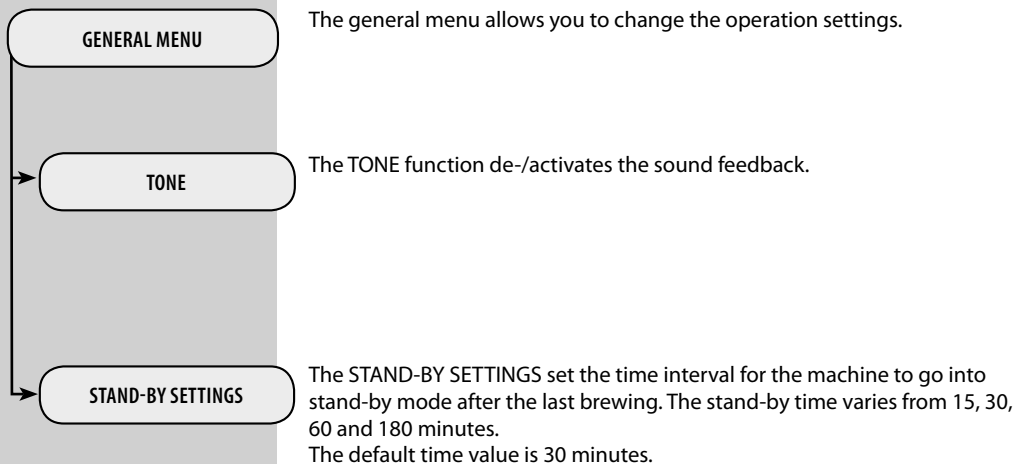 GENERAL MENU
The general menu allows you to change the operation settings.
TONE
The TONE function de-/activates the sound feedback.
STAND-BY SETTINGS
The STAND-BY SETTINGS set the time interval for the machine to go into
stand-by mode after the last brewing. The stand-by time varies from 15, 30,
60 and 180 minutes.
The default time value is 30 minutes.